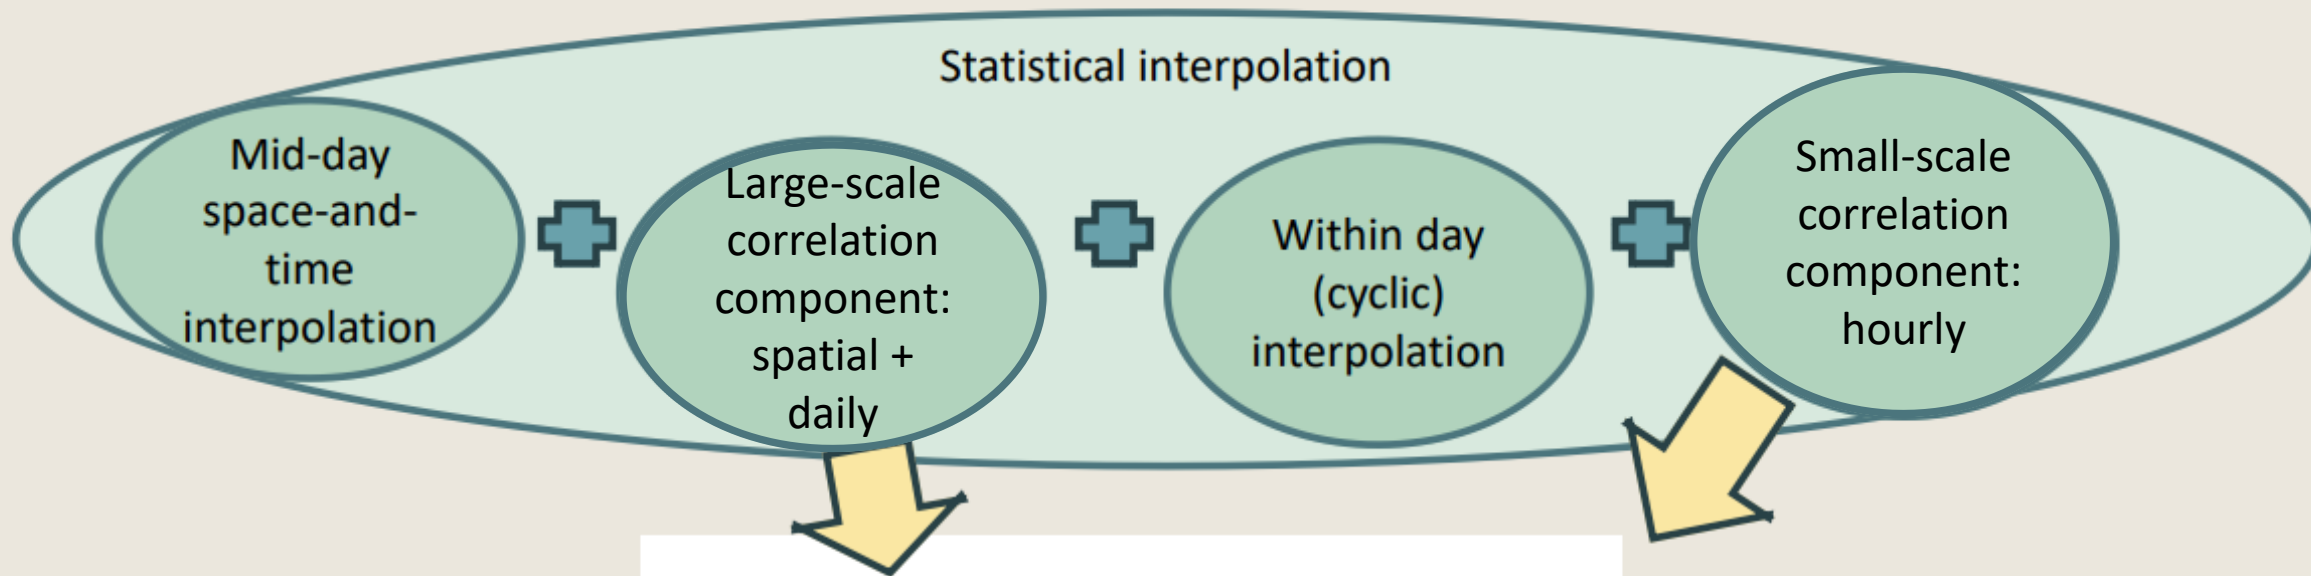 Statistical interpolation
Mid-day
space-and-
time
interpolation
Large-scale
correlation
component:
spatial +
daily
Within day
(cyclic)
interpolation
Small-scale
correlation
component:
hourly